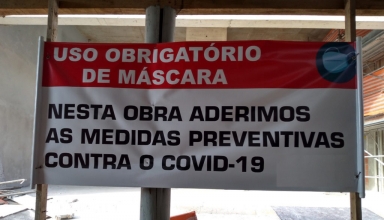 USO OBRIGATÓRIO
DE MÁSCARA
NESTA OBRA ADERIMOS
AS MEDIDAS PREVENTIVAS
CONTRA O COVID-19